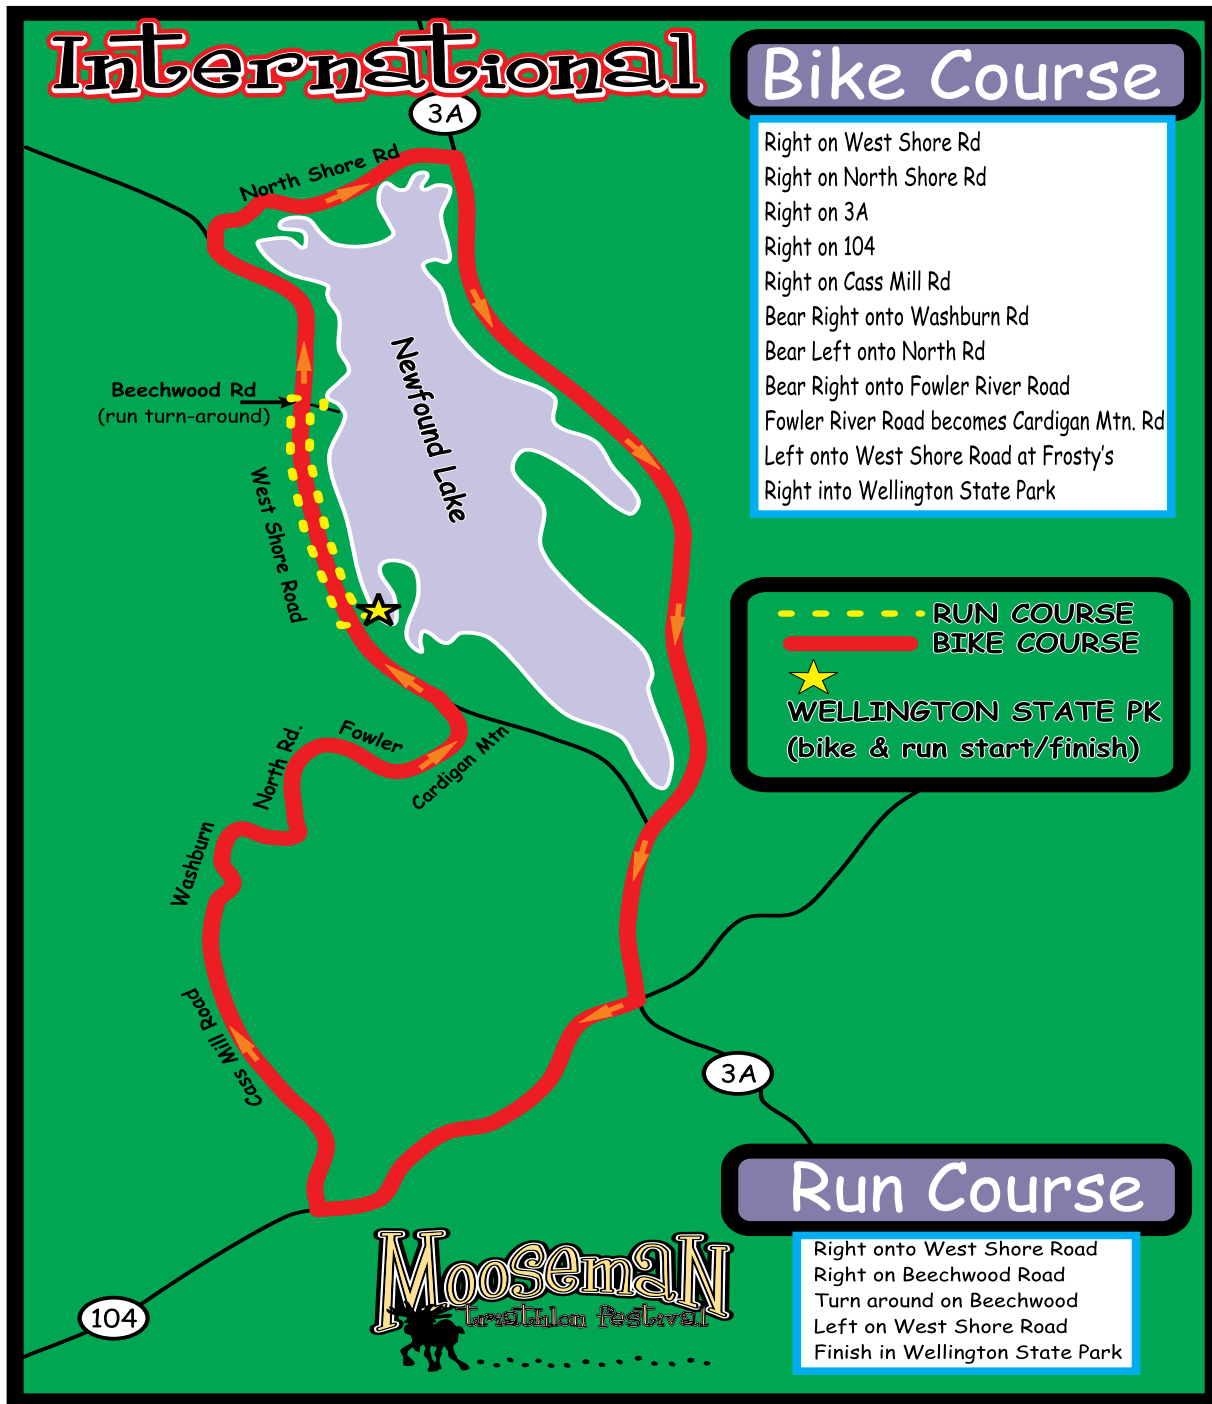 International
3A
North Shore Rd
Beechwood Rd
(run turn-around)
Newfound Lake
West Shore Road
Fowler
North Rd.
Cardigan Mtn
Washburn
Cass Mill Road
3A
104
Mooseman
triathlon festival
Bike Course
Right on West Shore Rd
Right on North Shore Rd
Right on 3A
Right on 104
Right on Cass Mill Rd
Bear Right onto Washburn Rd
Bear Left onto North Rd
Bear Right onto Fowler River Road
Fowler River Road becomes Cardigan Mtn. Rd
Left onto West Shore Road at Frosty's
Right into Wellington State Park
RUN COURSE
BIKE COURSE
WELLINGTON STATE PK
(bike & run start/finish)
Run Course
Right onto West Shore Road
Right on Beechwood Road
Turn around on Beechwood
Left on West Shore Road
Finish in Wellington State Park